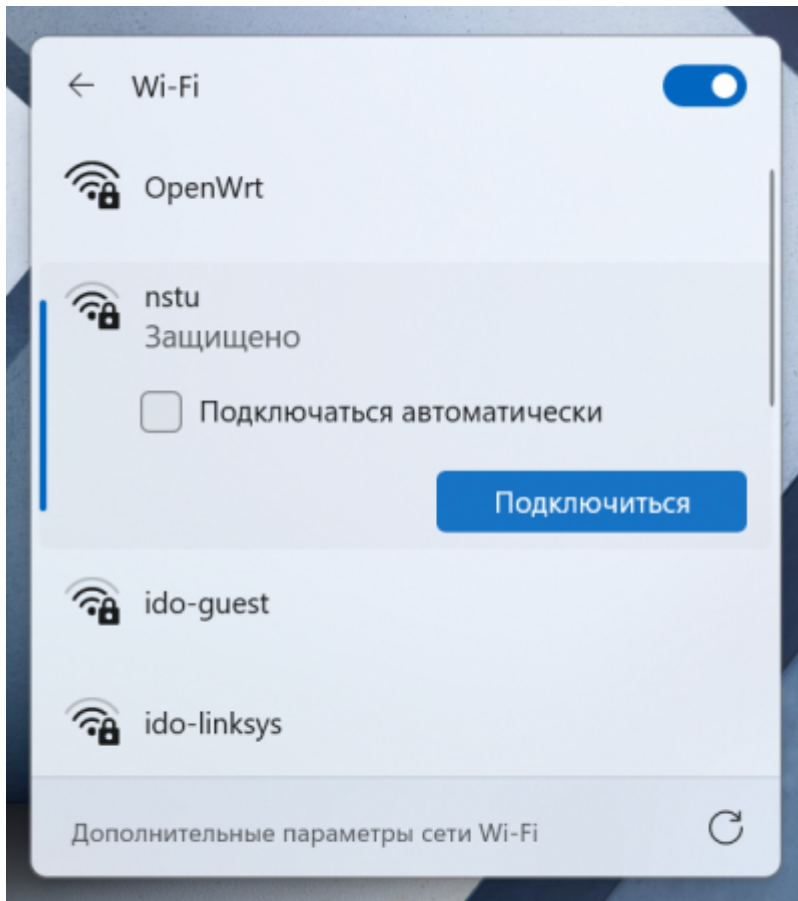 Wi-Fi
OpenWrt
nstu
Защищено
Подключаться автоматически
Подключиться
ido-guest
ido-linksys
Дополнительные параметры сети Wi-Fi